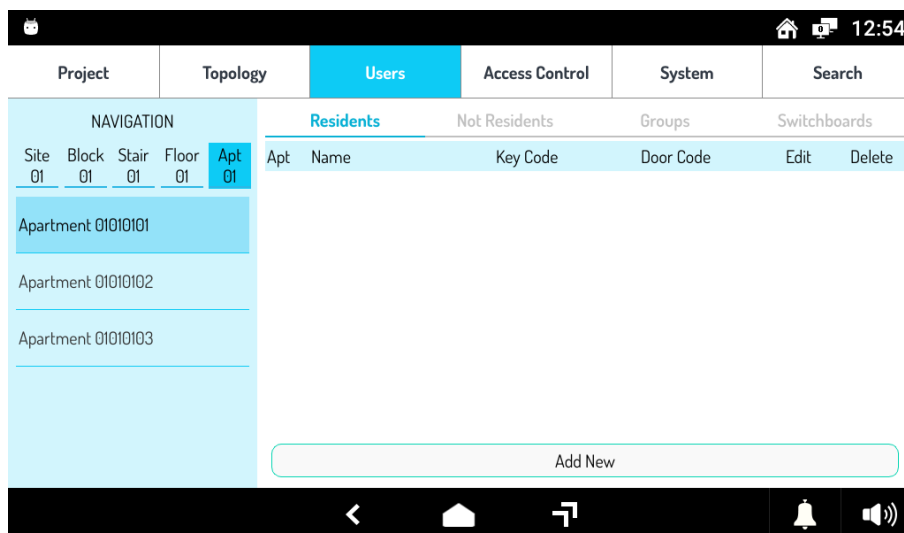 12:54
Project Topology Users Access Control System Search
NAVIGATION
Site Block Stair Floor Apt
01 01 01 01 01
Apartment 01010101
Apartment 01010102
Apartment 01010103
Residents Not Residents Groups Switchboards
Apt Name Key Code Door Code Edit Delete
Add New